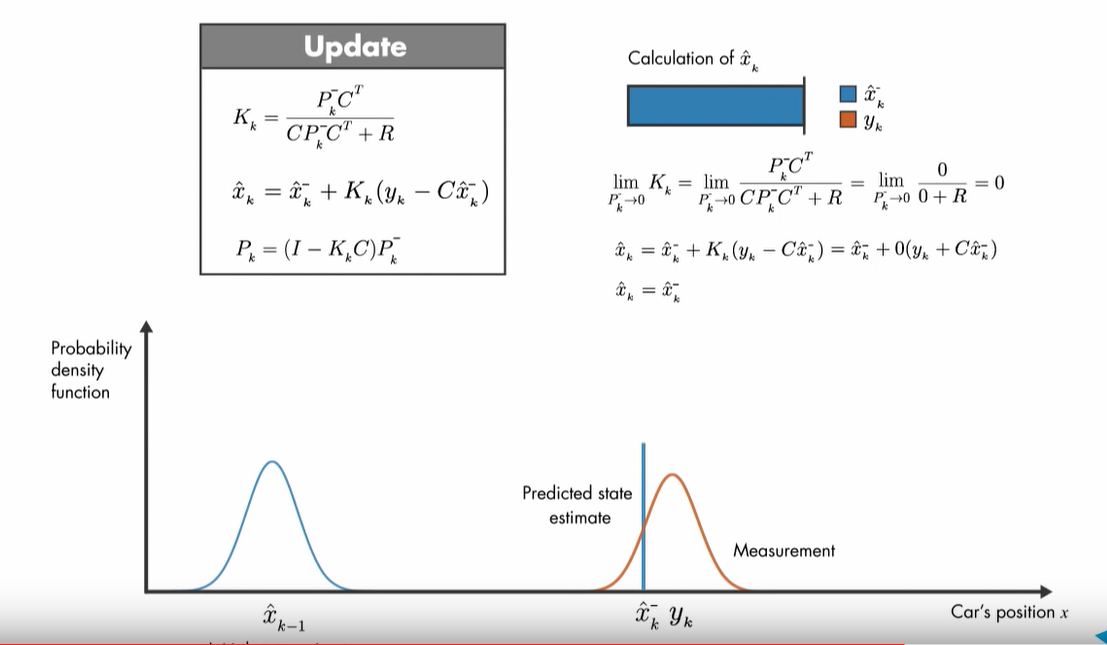 Update
K_k = P_k^- C^T / (C P_k^- C^T + R)
x̂_k = x̂_k^- + K_k (y_k − C x̂_k^-)
P_k = (I − K_k C) P_k^-
Calculation of x̂_k
x̂_k^-
y_k
lim_{P_k^-→0} K_k = lim_{P_k^-→0} P_k^- C^T / (C P_k^- C^T + R) = lim_{P_k^-→0} 0 / (0 + R) = 0
x̂_k = x̂_k^- + K_k (y_k − C x̂_k^-) = x̂_k^- + 0(y_k + C x̂_k^-)
x̂_k = x̂_k^-
Probability
density
function
Predicted state
estimate
Measurement
x̂_{k−1}
x̂_k^- y_k
Car's position x